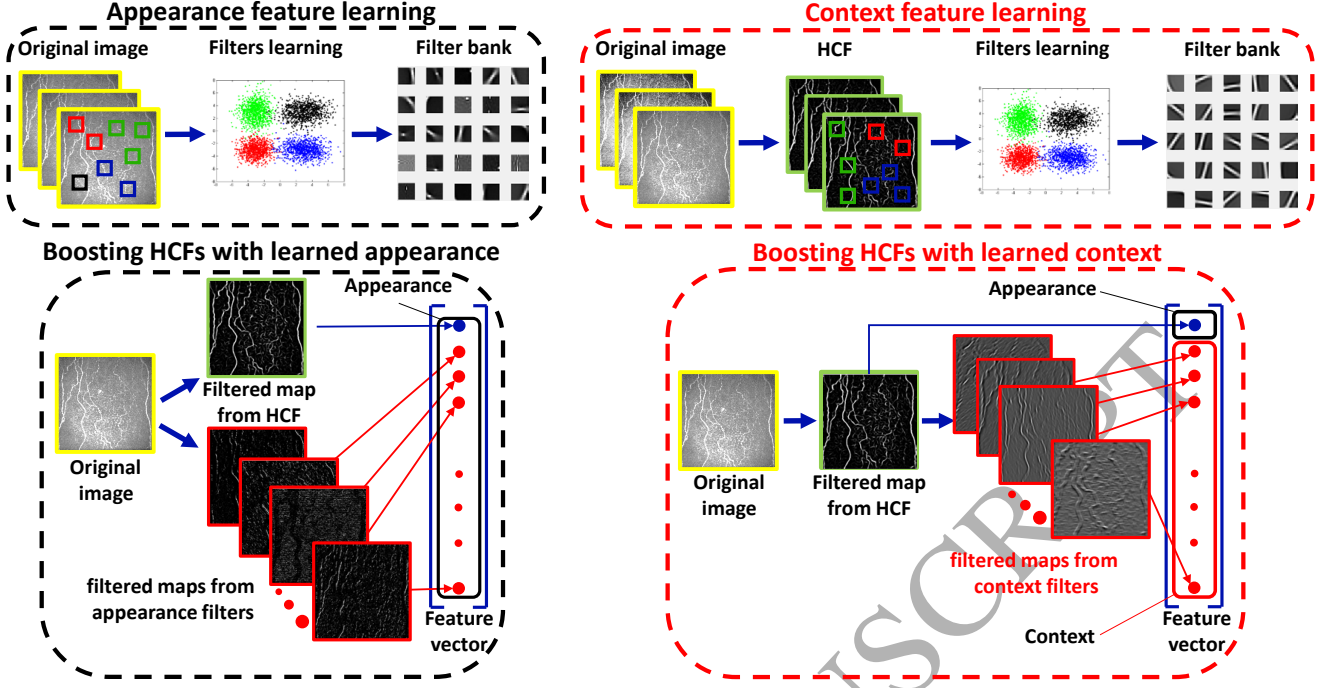 Appearance feature learning
Original image
Filters learning
Filter bank
Context feature learning
Original image
HCF
Filters learning
Filter bank
Boosting HCFs with learned appearance
Appearance
Original
image
Filtered map
from HCF
filtered maps from
appearance filters
Feature
vector
Boosting HCFs with learned context
Appearance
Original
image
Filtered map
from HCF
filtered maps from
context filters
Context
Feature
vector